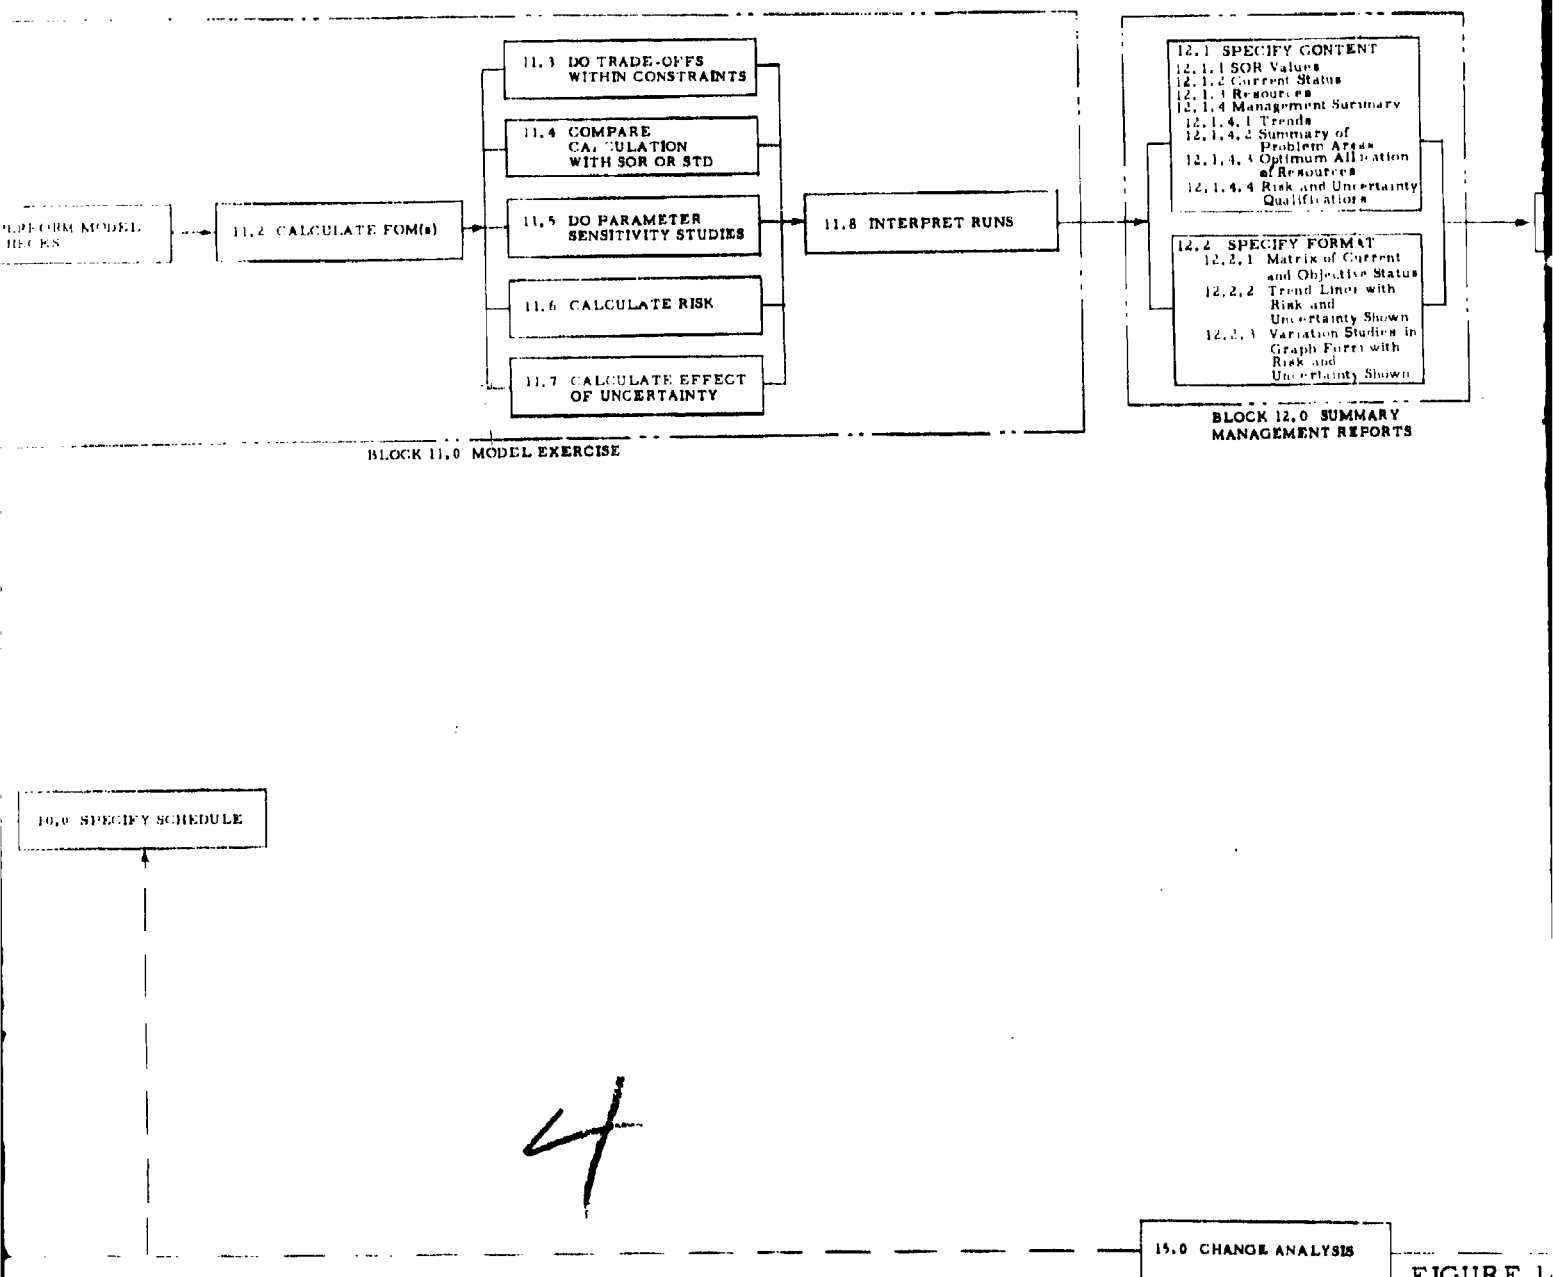 11.3 DO TRADE-OFFS
WITHIN CONSTRAINTS
11.4 COMPARE
WITH SOR OR STD
PERFORM MODEL
11.2 CALCULATE FOM(s)
11.5 DO PARAMETER
SENSITIVITY STUDIES
11.8 INTERPRET RUNS
11.6 CALCULATE RISK
11.7 CALCULATE EFFECT
OF UNCERTAINTY
BLOCK 11.0 MODEL EXERCISE
12.1 SPECIFY CONTENT
12.1.1 SOR Values
12.1.2 Current Status
12.1.3 Resources
12.1.4 Management Summary
12.1.4.1 Trends
12.1.4.2 Summary of
Problem Areas
12.1.4.3 Optimum Allocation
of Resources
12.1.4.4 Risk and Uncertainty
Qualifications
12.2 SPECIFY FORMAT
12.2.1 Matrix of Current
and Objective Status
12.2.2 Trend Lines with
Risk and
Uncertainty Shown
12.2.3 Variation Studies in
Graph Form with
Risk and
Uncertainty Shown
BLOCK 12.0 SUMMARY
MANAGEMENT REPORTS
10.0 SPECIFY SCHEDULE
4
15.0 CHANGE ANALYSIS
FIGURE 1